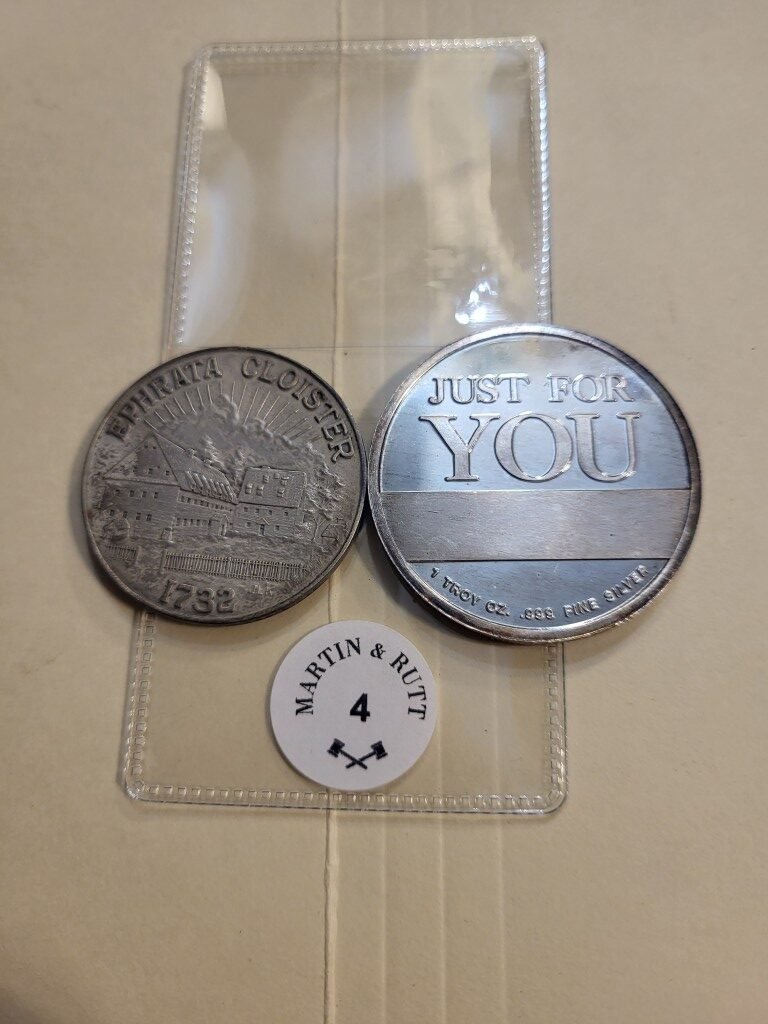 EPHRATA CLOISTER
1732
JUST FOR
YOU
1 TROY OZ. .999 FINE SILVER
MARTIN & RUTT
4